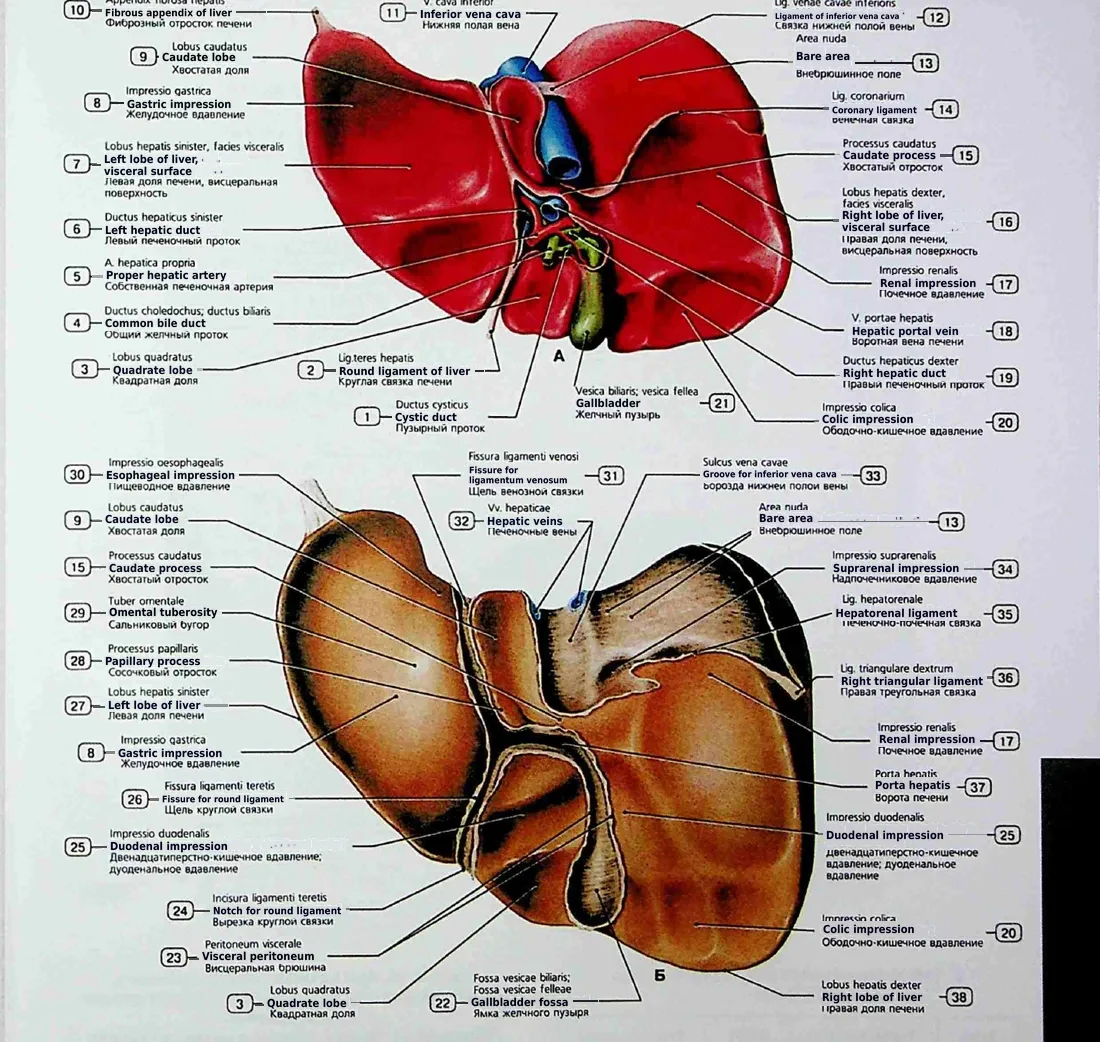 Appendix fibrosa hepatis
10 Fibrous appendix of liver
Фиброзный отросток печени
V. cava inferior
11 Inferior vena cava
Нижняя полая вена
Lig. venae cavae inferioris
Ligament of inferior vena cava 12
Связка нижней полой вены
Lobus caudatus
9 Caudate lobe
Хвостатая доля
Area nuda
Bare area 13
Внебрюшинное поле
Impressio gastrica
8 Gastric impression
Желудочное вдавление
Lig. coronarium
Coronary ligament 14
Венечная связка
Lobus hepatis sinister, facies visceralis
7 Left lobe of liver,
visceral surface
Левая доля печени, висцеральная
поверхность
Processus caudatus
Caudate process 15
Хвостатый отросток
Lobus hepatis dexter,
facies visceralis
Right lobe of liver, 16
visceral surface
Правая доля печени,
висцеральная поверхность
Ductus hepaticus sinister
6 Left hepatic duct
Левый печеночный проток
A. hepatica propria
5 Proper hepatic artery
Собственная печеночная артерия
Impressio renalis
Renal impression 17
Почечное вдавление
Ductus choledochus; ductus biliaris
4 Common bile duct
Общий желчный проток
V. portae hepatis
Hepatic portal vein 18
Воротная вена печени
Lobus quadratus
3 Quadrate lobe
Квадратная доля
Lig.teres hepatis
2 Round ligament of liver
Круглая связка печени
А
Ductus hepaticus dexter
Right hepatic duct 19
Правый печеночный проток
Ductus cysticus
1 Cystic duct
Пузырный проток
Vesica biliaris; vesica fellea
Gallbladder 21
Желчный пузырь
Impressio colica
Colic impression 20
Ободочно-кишечное вдавление
Impressio oesophagealis
30 Esophageal impression
Пищеводное вдавление
Fissura ligamenti venosi
Fissure for 31
ligamentum venosum
Щель венозной связки
Sulcus vena cavae
Groove for inferior vena cava 33
Борозда нижней полой вены
Lobus caudatus
9 Caudate lobe
Хвостатая доля
Vv. hepaticae
32 Hepatic veins
Печеночные вены
Area nuda
Bare area 13
Внебрюшинное поле
Processus caudatus
15 Caudate process
Хвостатый отросток
Impressio suprarenalis
Suprarenal impression 34
Надпочечниковое вдавление
Tuber omentale
29 Omental tuberosity
Сальниковый бугор
Lig. hepatorenale
Hepatorenal ligament 35
Печеночно-почечная связка
Processus papillaris
28 Papillary process
Сосочковый отросток
Lig. triangulare dextrum
Right triangular ligament 36
Правая треугольная связка
Lobus hepatis sinister
27 Left lobe of liver
Левая доля печени
Impressio gastrica
8 Gastric impression
Желудочное вдавление
Impressio renalis
Renal impression 17
Почечное вдавление
Fissura ligamenti teretis
26 Fissure for round ligament
Щель круглой связки
Porta hepatis
Porta hepatis 37
Ворота печени
Impressio duodenalis
25 Duodenal impression
Двенадцатиперстно-кишечное вдавление;
дуоденальное вдавление
Impressio duodenalis
Duodenal impression 25
Двенадцатиперстно-кишечное
вдавление; дуоденальное
вдавление
Incisura ligamenti teretis
24 Notch for round ligament
Вырезка круглой связки
Impressio colica
Colic impression 20
Ободочно-кишечное вдавление
Peritoneum viscerale
23 Visceral peritoneum
Висцеральная брюшина
Б
Lobus quadratus
3 Quadrate lobe
Квадратная доля
Fossa vesicae biliaris;
Fossa vesicae felleae
22 Gallbladder fossa
Ямка желчного пузыря
Lobus hepatis dexter
Right lobe of liver 38
Правая доля печени